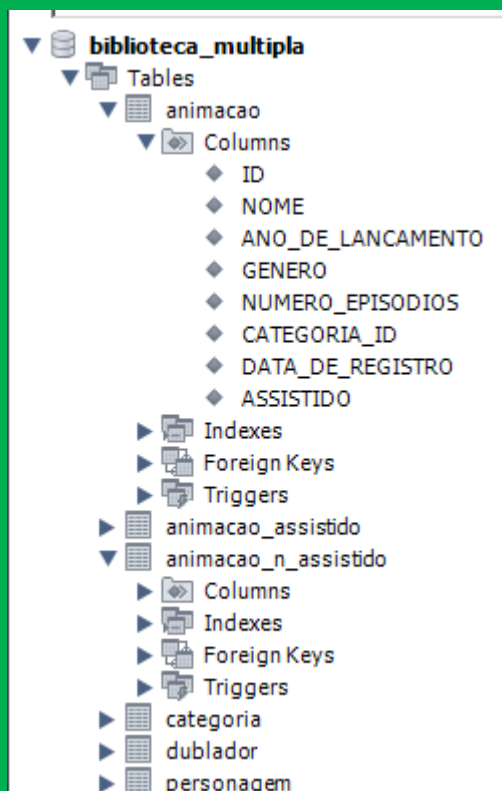 biblioteca_multipla
Tables
animacao
Columns
ID
NOME
ANO_DE_LANCAMENTO
GENERO
NUMERO_EPISODIOS
CATEGORIA_ID
DATA_DE_REGISTRO
ASSISTIDO
Indexes
Foreign Keys
Triggers
animacao_assistido
animacao_n_assistido
Columns
Indexes
Foreign Keys
Triggers
categoria
dublador
personagem